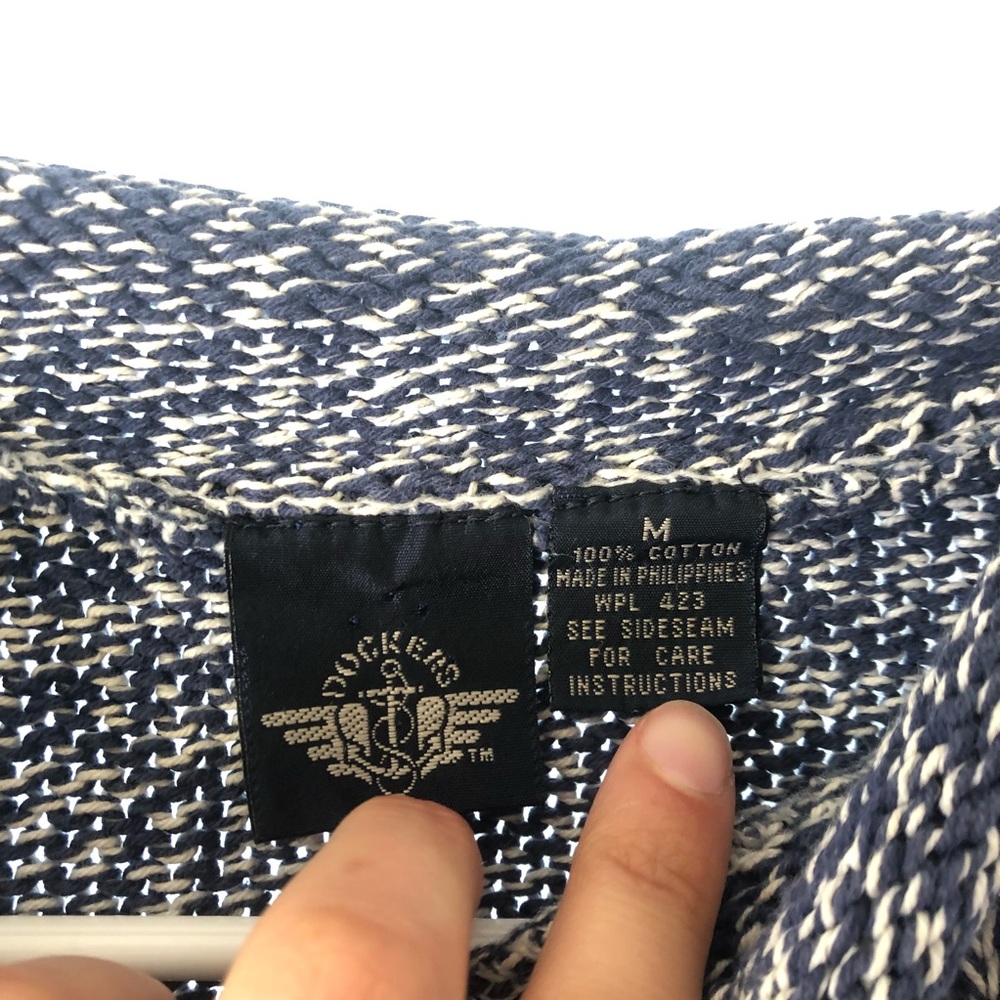 DOCKERS
TM
M
100% COTTON
MADE IN PHILIPPINES
WPL 423
SEE SIDESEAM
FOR CARE
INSTRUCTIONS